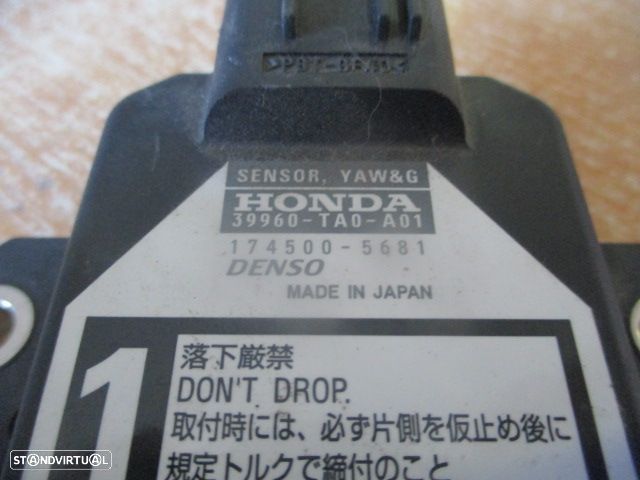 SENSOR, YAW&G
HONDA
39960-TA0-A01
174500-5681
DENSO
MADE IN JAPAN
1
落下厳禁
DON'T DROP.
取付時には、必ず片側を仮止め後に
規定トルクで締付のこと
STANDVIRTUAL